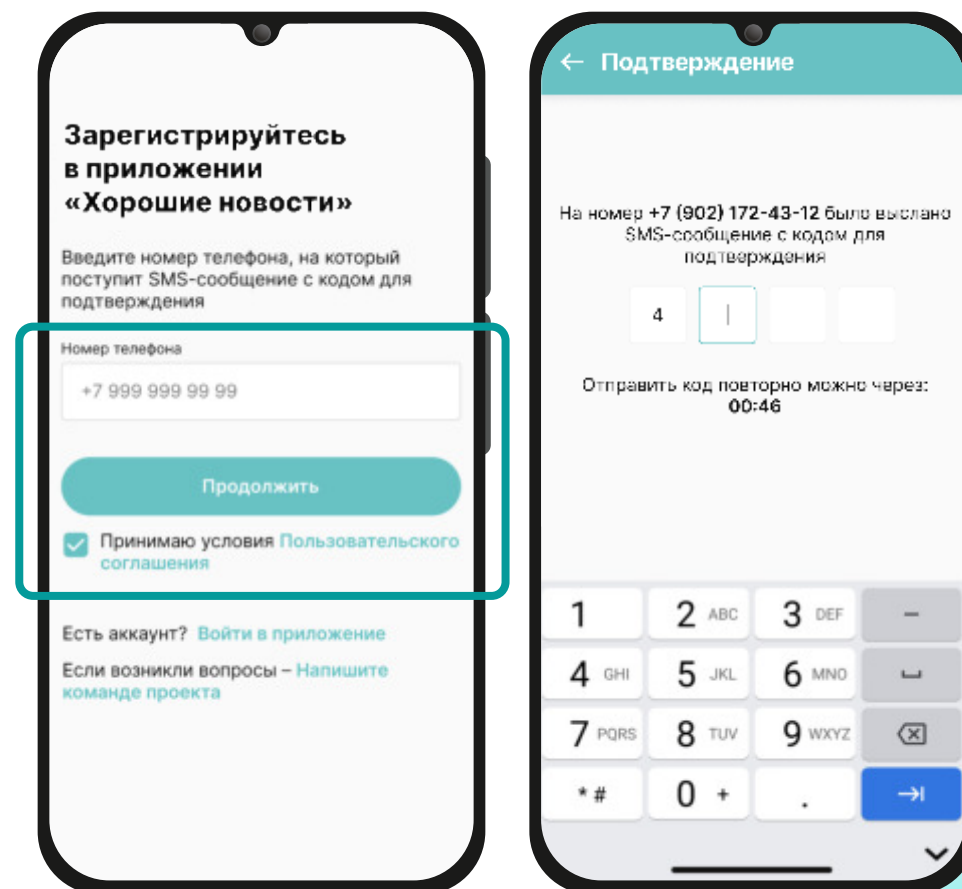 Зарегистрируйтесь
в приложении
«Хорошие новости»
Введите номер телефона, на который
поступит SMS-сообщение с кодом для
подтверждения
Номер телефона
+7 999 999 99 99
Продолжить
Принимаю условия Пользовательского
соглашения
Есть аккаунт? Войти в приложение
Если возникли вопросы – Напишите
команде проекта
← Подтверждение
На номер +7 (902) 172-43-12 было выслано
SMS-сообщение с кодом для
подтверждения
4
Отправить код повторно можно через:
00:46
1 2 ABC 3 DEF –
4 GHI 5 JKL 6 MNO
7 PQRS 8 TUV 9 WXYZ
* # 0 + .